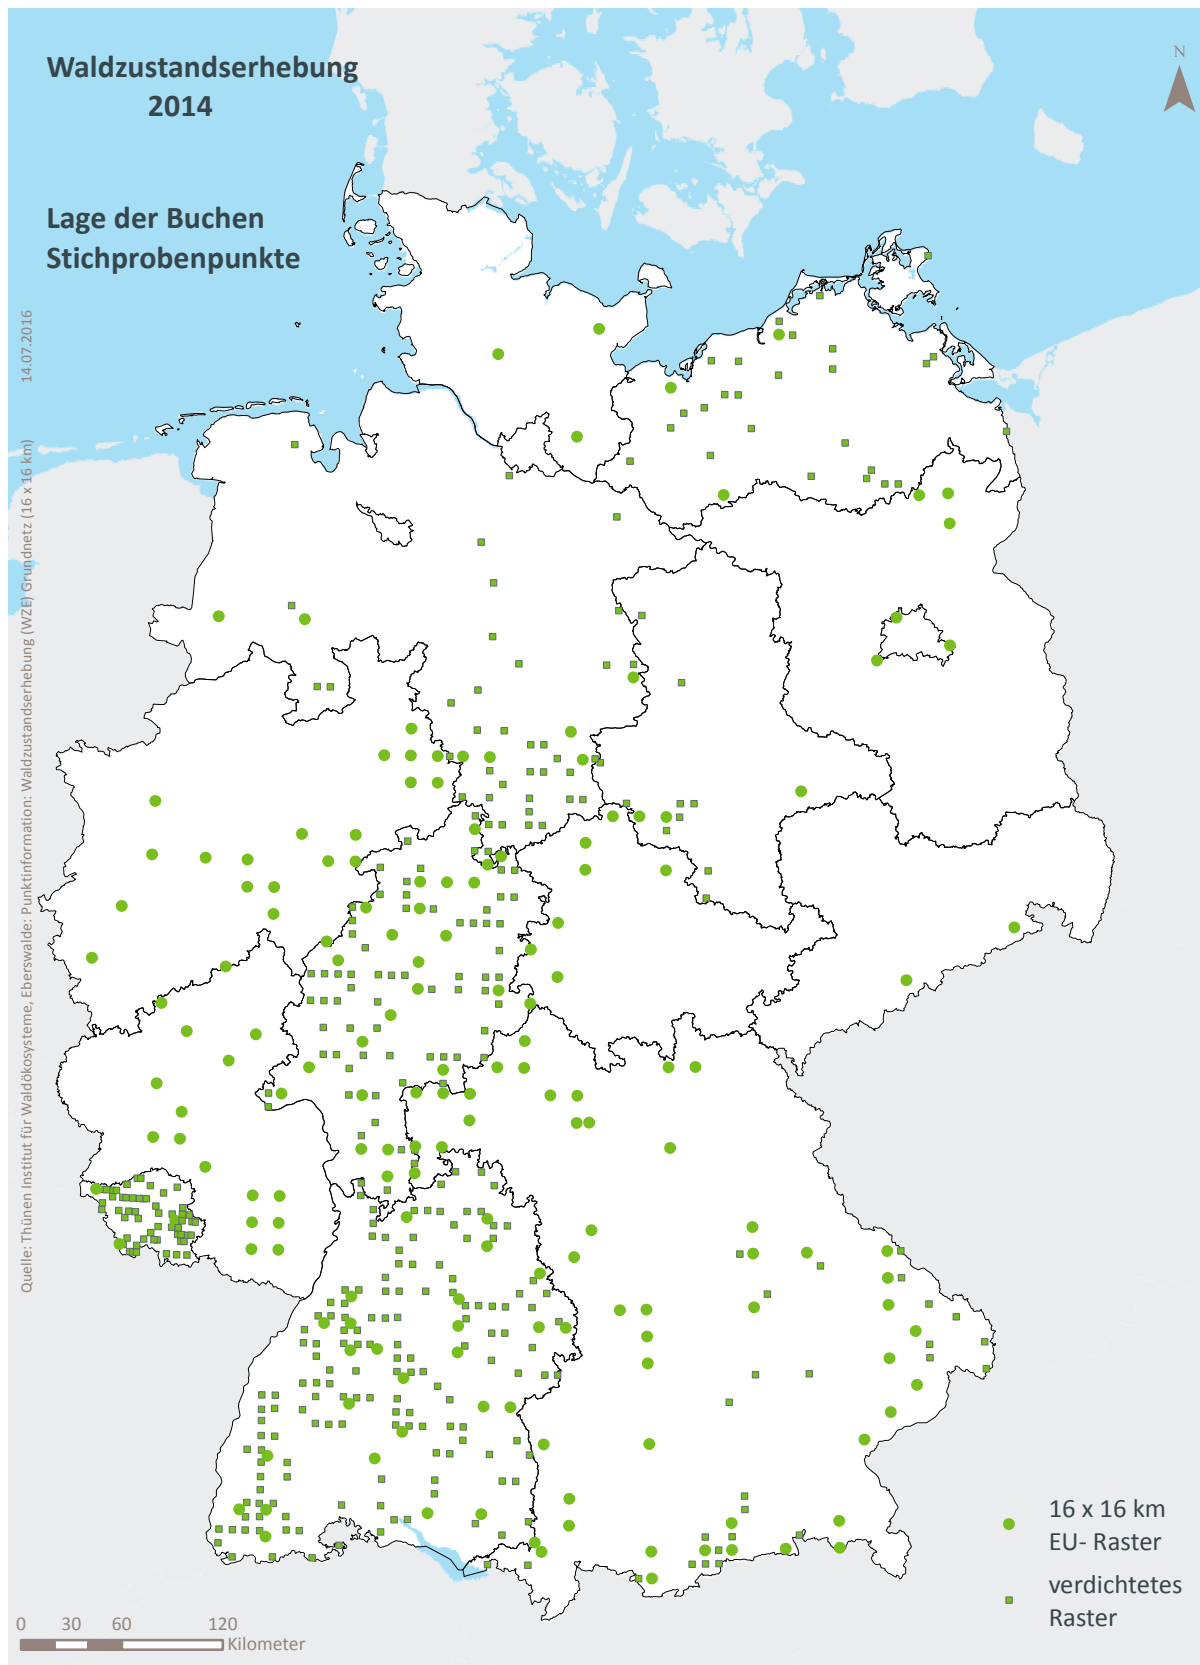 Waldzustandserhebung
2014
N
Lage der Buchen
Stichprobenpunkte
Quelle: Thünen Institut für Waldökosysteme, Eberswalde: Punktinformation: Waldzustandserhebung (WZE) Grundnetz (16 x 16 km) 14.07.2016
16 x 16 km
EU- Raster
verdichtetes
Raster
0 30 60 120
Kilometer